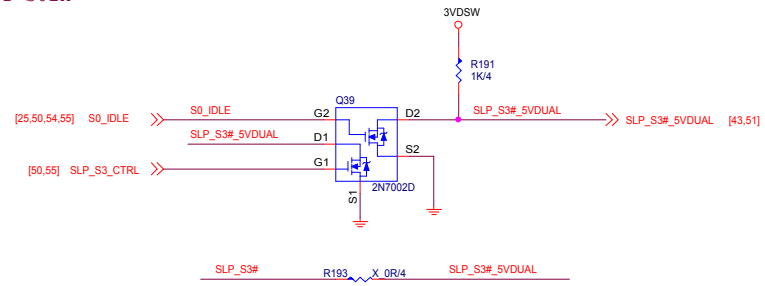 3VDSW
R191
1K/4
Q39
[25,50,54,55] S0_IDLE S0_IDLE G2 D2 SLP_S3#_5VDUAL SLP_S3#_5VDUAL [43,51]
SLP_S3#_5VDUAL D1
S2
[50,55] SLP_S3_CTRL G1
2N7002D
S1
SLP_S3# R193 X_0R/4 SLP_S3#_5VDUAL